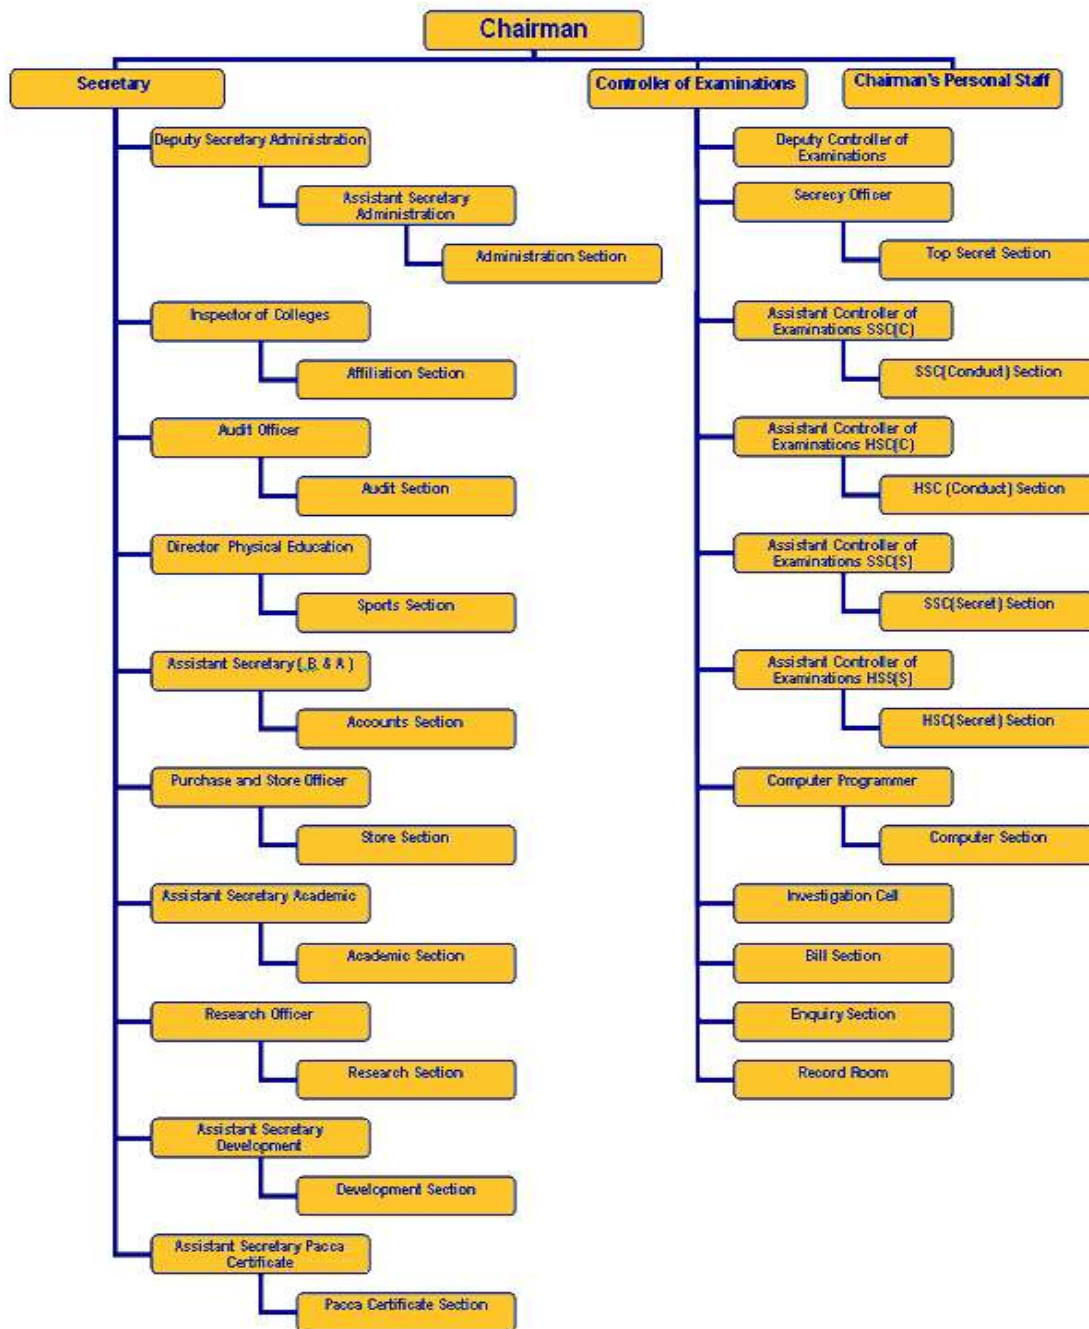 Chairman
Secretary
Controller of Examinations
Chairman's Personal Staff
Deputy Secretary Administration
Assistant Secretary
Administration
Administration Section
Inspector of Colleges
Affiliation Section
Audit Officer
Audit Section
Director Physical Education
Sports Section
Assistant Secretary ( .B. & A )
Accounts Section
Purchase and Store Officer
Store Section
Assistant Secretary Academic
Academic Section
Research Officer
Research Section
Assistant Secretary
Development
Development Section
Assistant Secretary Pacca
Certificate
Pacca Certificate Section
Deputy Controller of
Examinations
Secrecy Officer
Top Secret Section
Assistant Controller of
Examinations SSC(C)
SSC(Conduct) Section
Assistant Controller of
Examinations HSC(C)
HSC (Conduct) Section
Assistant Controller of
Examinations SSC(S)
SSC(Secret) Section
Assistant Controller of
Examinations HSS(S)
HSC(Secret) Section
Computer Programmer
Computer Section
Investigation Cell
Bill Section
Enquiry Section
Record Room